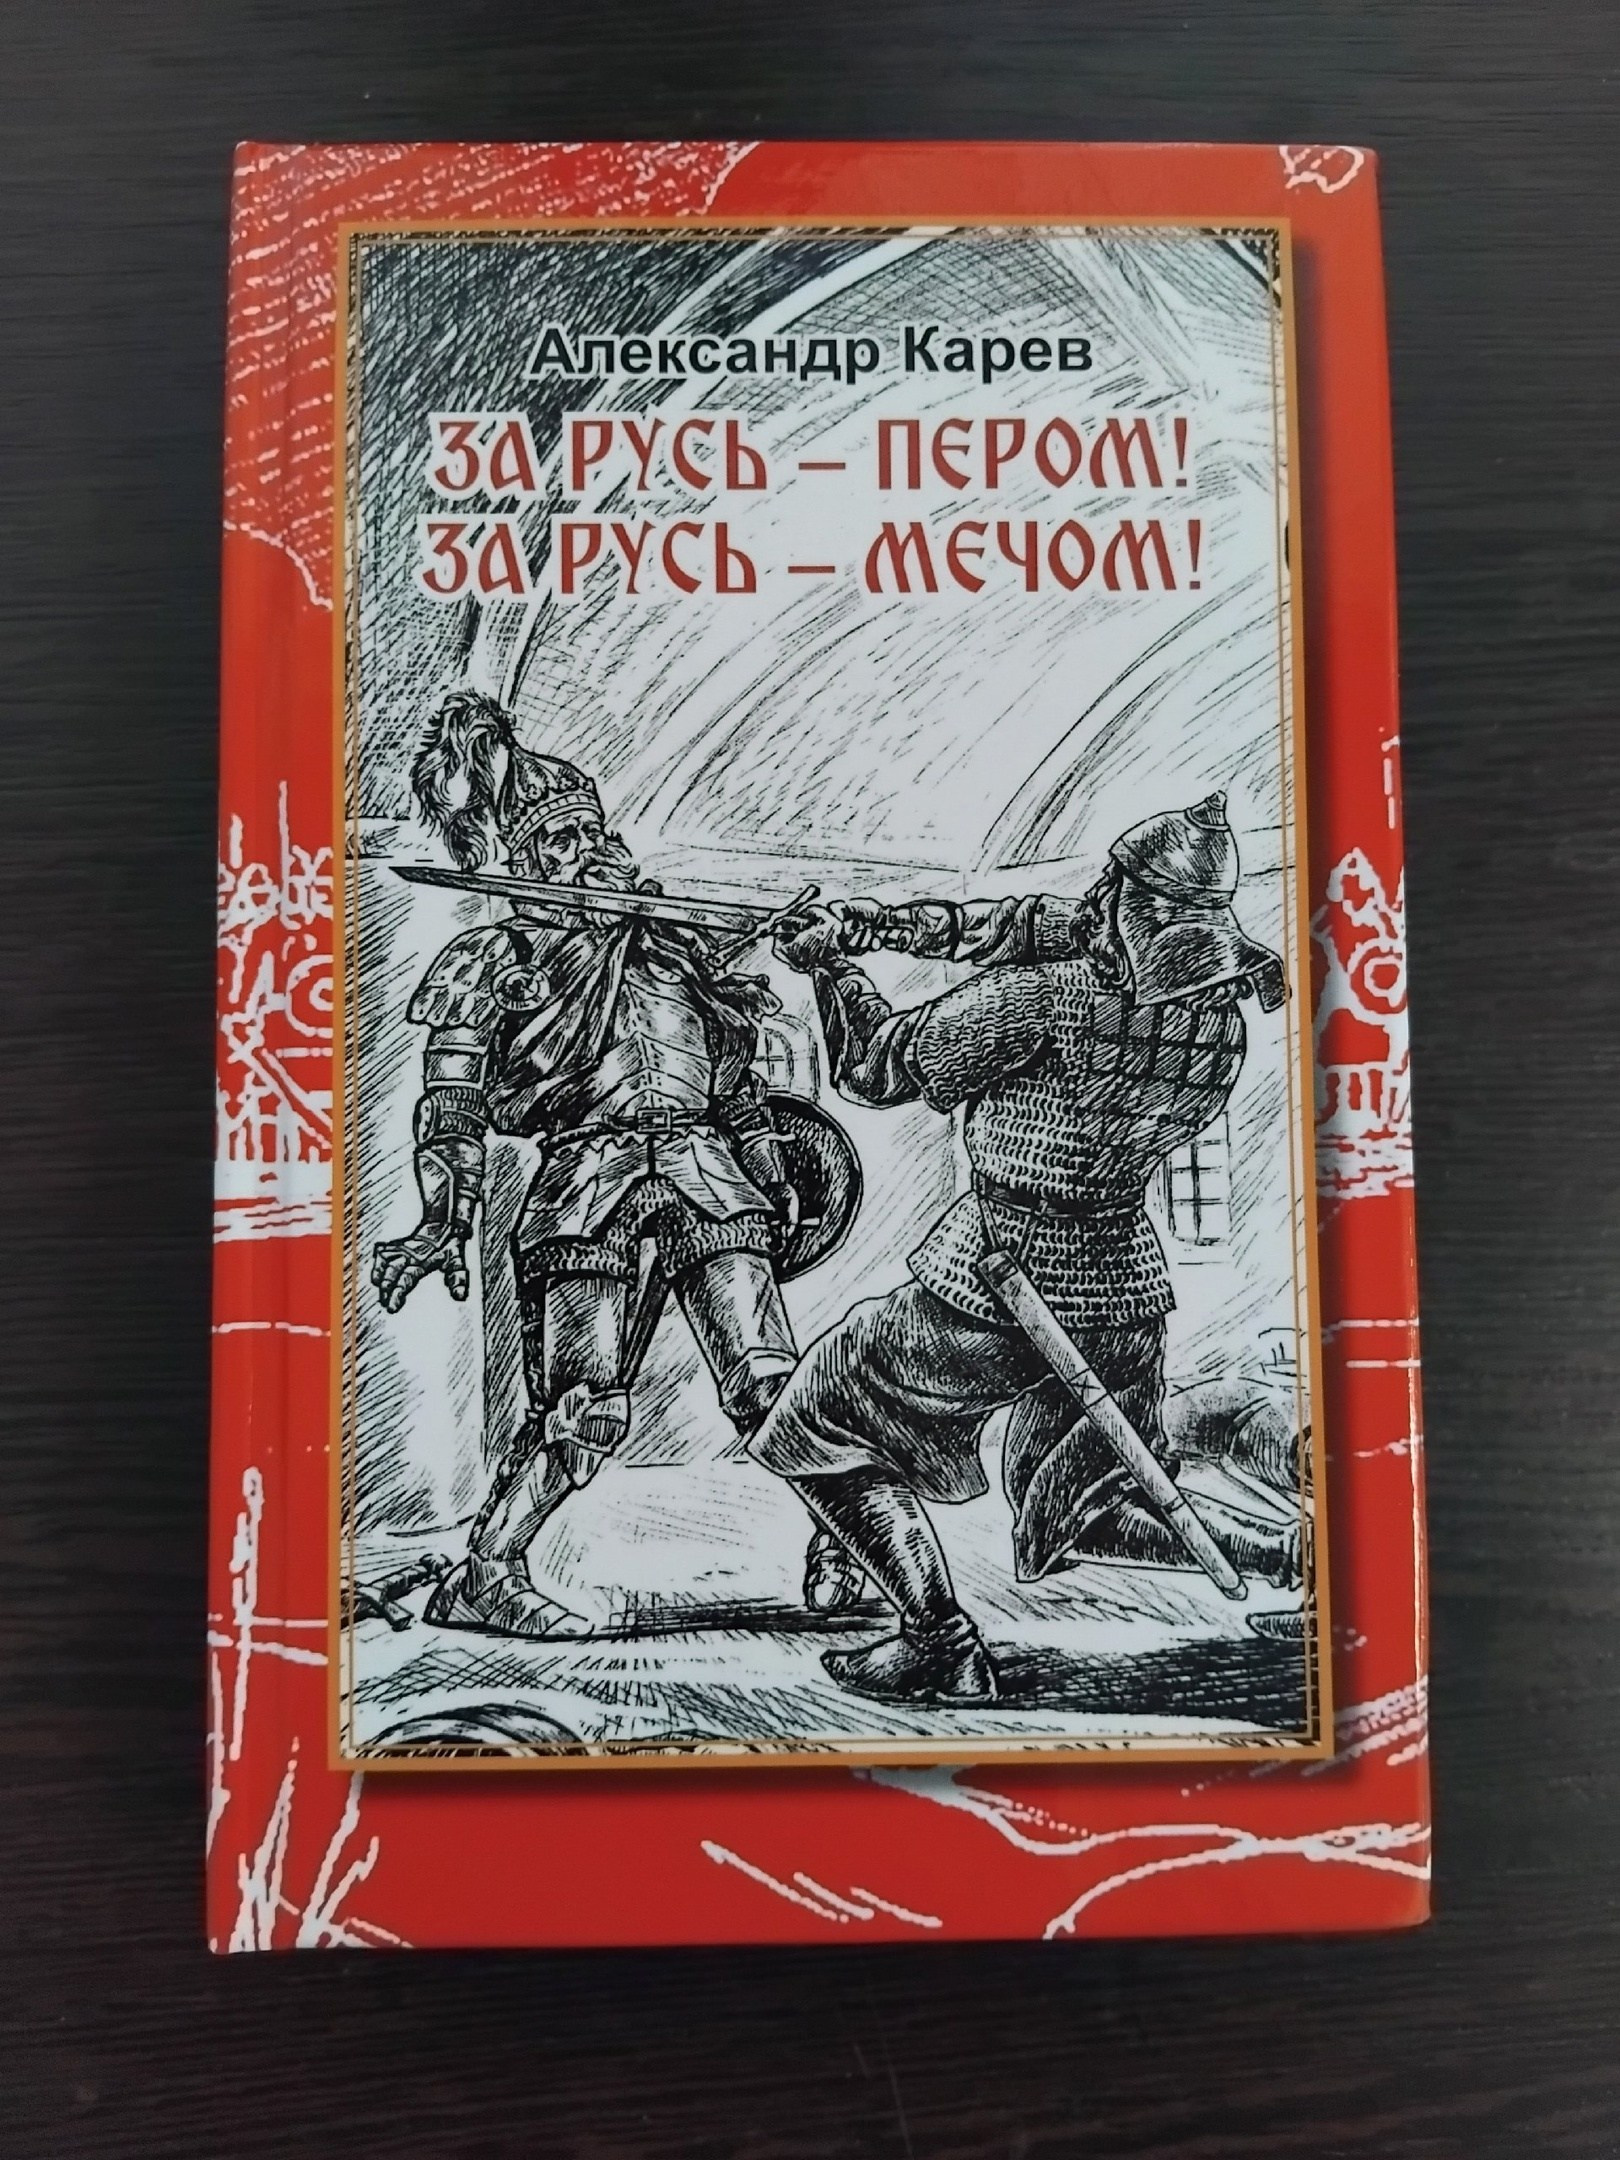 Александр Карев
ЗА РУСЬ – ПЕРОМ!
ЗА РУСЬ – МЕЧОМ!